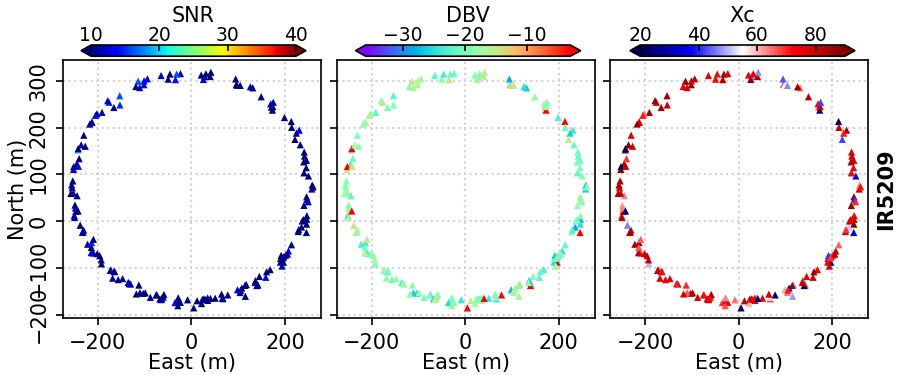 SNR
DBV
Xc
10 20 30 40
−30 −20 −10
20 40 60 80
300
200
100
0
−100
−200
North (m)
−200 0 200
−200 0 200
−200 0 200
East (m)
East (m)
East (m)
IR5209